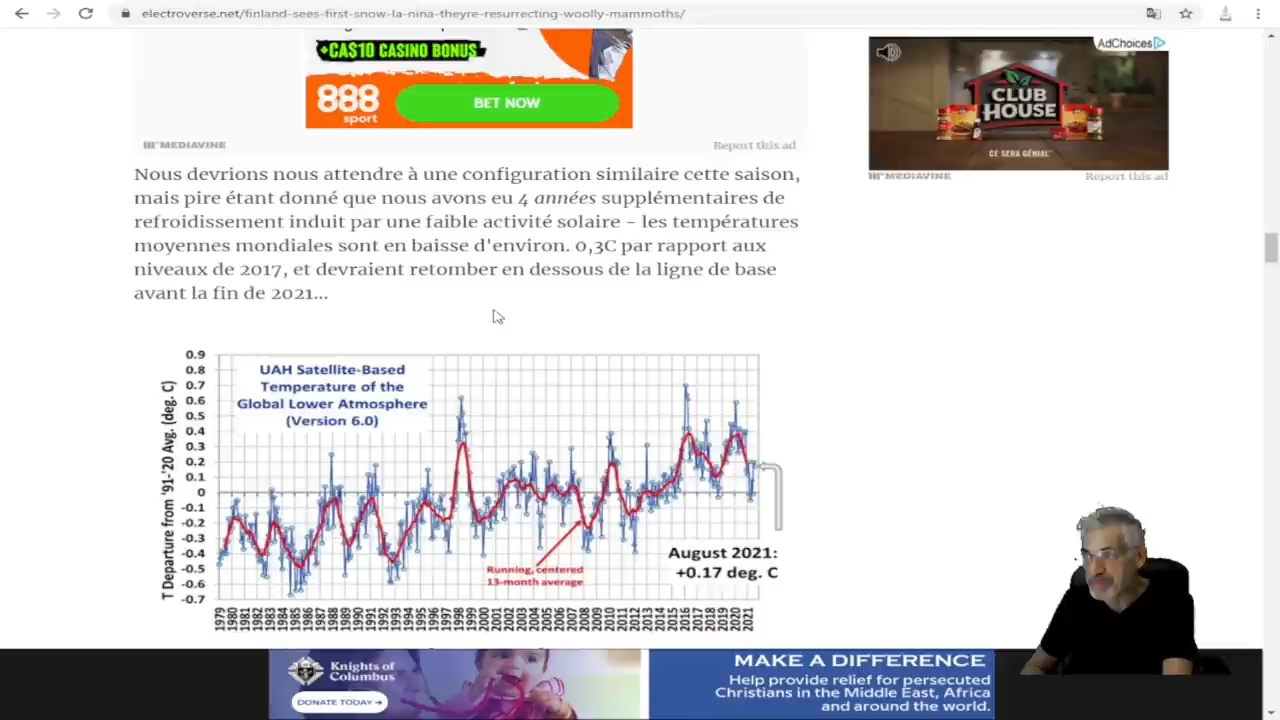 electroverse.net/finland-sees-first-snow-la-nina-theyre-resurrecting-woolly-mammoths/
+CA$10 CASINO BONUS
888
sport
BET NOW
MEDIAVINE
Report this ad
AdChoices
CLUB
HOUSE
CE SERA GÉNIAL
MEDIAVINE
Report this ad
Nous devrions nous attendre à une configuration similaire cette saison,
mais pire étant donné que nous avons eu 4 années supplémentaires de
refroidissement induit par une faible activité solaire - les températures
moyennes mondiales sont en baisse d'environ. 0,3C par rapport aux
niveaux de 2017, et devraient retomber en dessous de la ligne de base
avant la fin de 2021...
UAH Satellite-Based
Temperature of the
Global Lower Atmosphere
(Version 6.0)
T Departure from '91-'20 Avg. (deg. C)
0.9
0.8
0.7
0.6
0.5
0.4
0.3
0.2
0.1
0
-0.1
-0.2
-0.3
-0.4
-0.5
-0.6
-0.7
Running, centered
13-month average
August 2021:
+0.17 deg. C
1979 1980 1981 1982 1983 1984 1985 1986 1987 1988 1989 1990 1991 1992 1993 1994 1995 1996 1997 1998 1999 2000 2001 2002 2003 2004 2005 2006 2007 2008 2009 2010 2011 2012 2013 2014 2015 2016 2017 2018 2019 2020 2021
Knights of
Columbus
DONATE TODAY
MAKE A DIFFERENCE
Help provide relief for persecuted
Christians in the Middle East, Africa
and around the world.